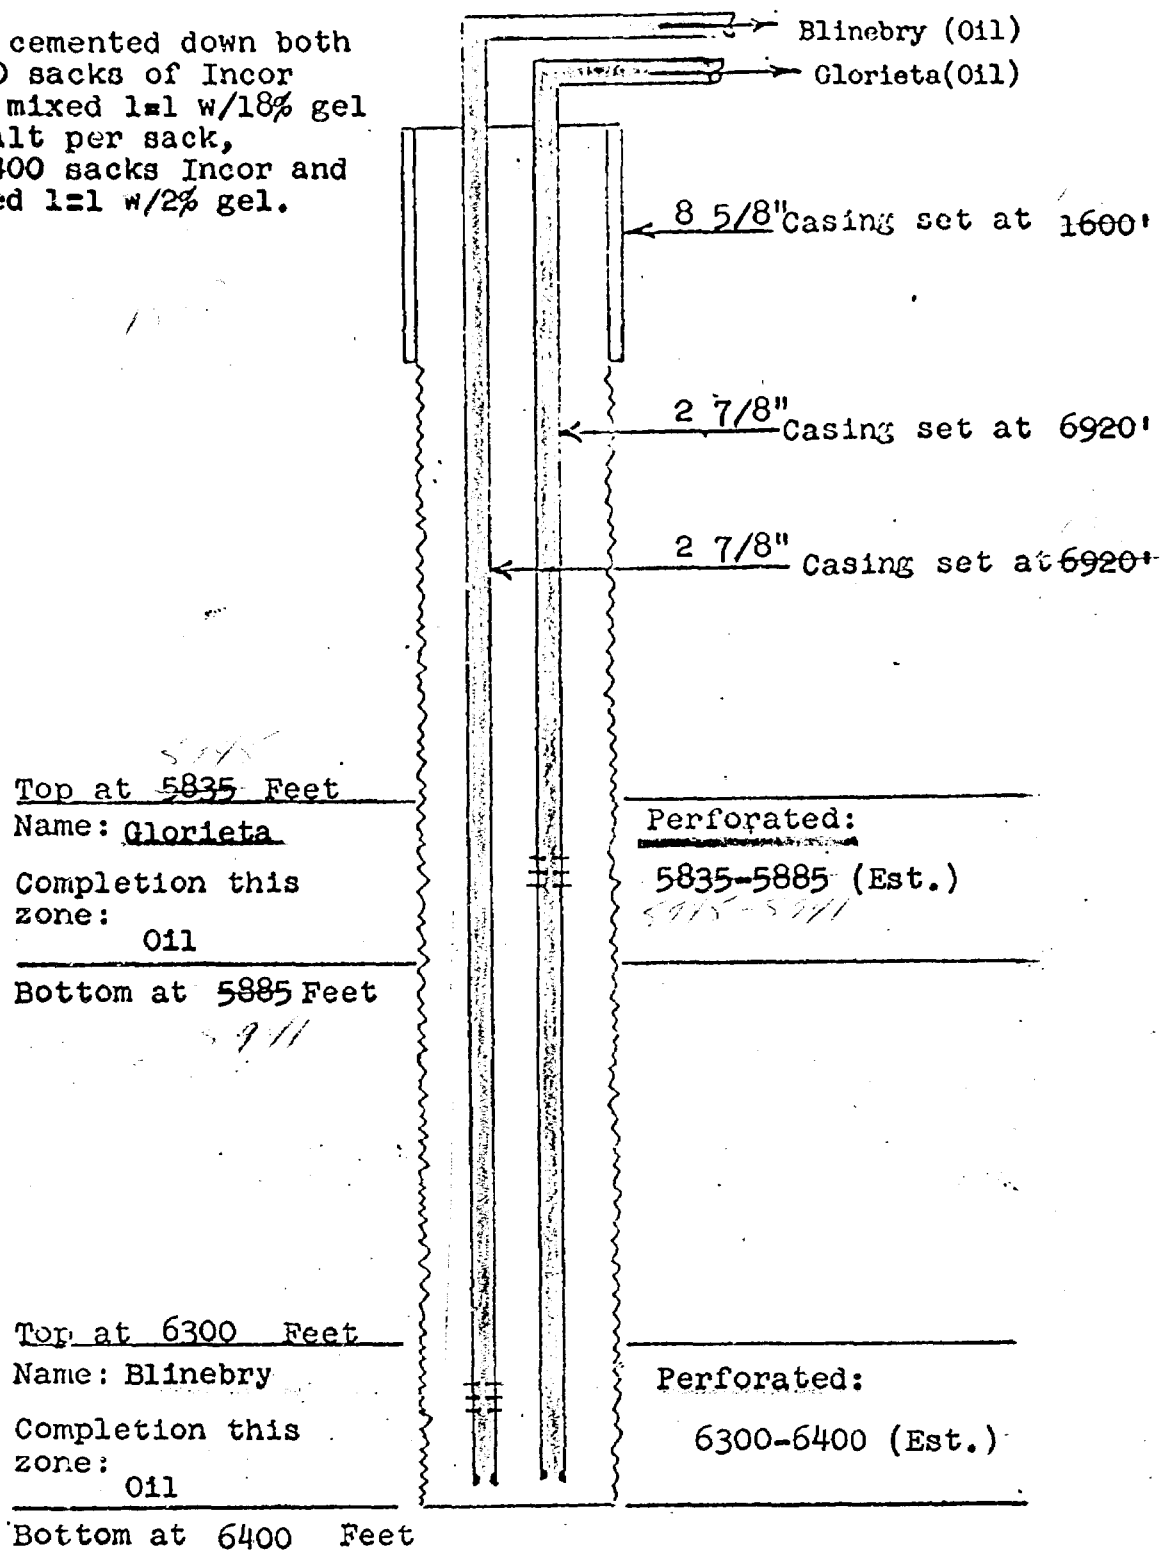 cemented down both
0 sacks of Incor
mixed 1=1 w/18% gel
alt per sack,
400 sacks Incor and
ed 1=1 w/2% gel.
Blinebry (Oil)
Glorieta(Oil)
8 5/8" Casing set at 1600'
2 7/8" Casing set at 6920'
2 7/8" Casing set at 6920'
Top at 5835 Feet
Name: Glorieta
Completion this
zone:
Oil
Bottom at 5885 Feet
Perforated:
5835-5885 (Est.)
Top at 6300 Feet
Name: Blinebry
Completion this
zone:
Oil
Bottom at 6400 Feet
Perforated:
6300-6400 (Est.)